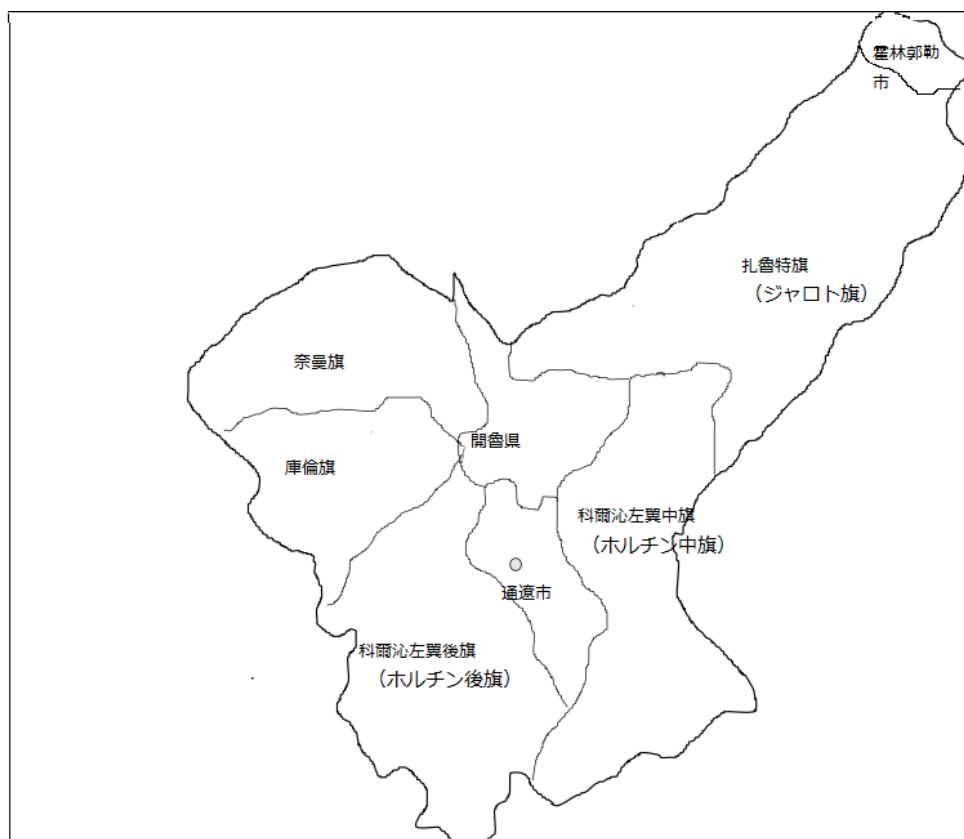 霍林郭勒
市
扎魯特旗
（ジャロト旗）
奈曼旗
開魯県
庫倫旗
科爾沁左翼中旗
（ホルチン中旗）
通遼市
科爾沁左翼後旗
（ホルチン後旗）